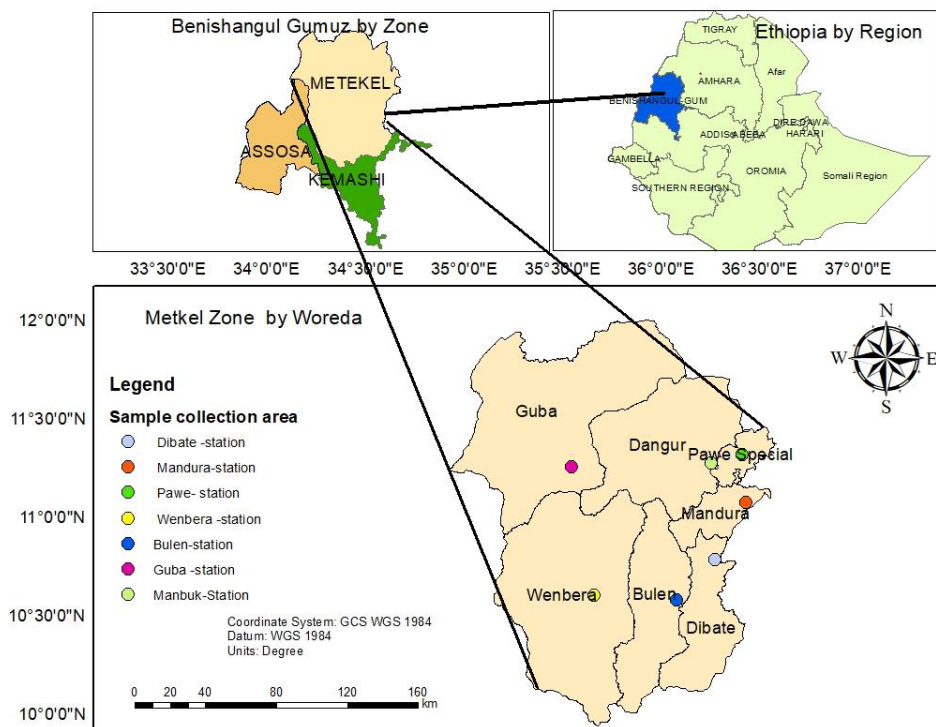 Benishangul Gumuz by Zone
METEKEL
ASSOSA
KEMASHI
Ethiopia by Region
TIGRAY
Afar
AMHARA
BENISHANGUL-GUM
DIRE DAWA
ADDIS ABEBA
HARARI
GAMBELLA
OROMIA
Somali Region
SOUTHERN REGION
33°30'0"E 34°0'0"E 34°30'0"E 35°0'0"E 35°30'0"E 36°0'0"E 36°30'0"E 37°0'0"E
12°0'0"N
11°30'0"N
11°0'0"N
10°30'0"N
10°0'0"N
Metkel Zone by Woreda
N
W E
S
Legend
Sample collection area
Dibate -station
Mandura-station
Pawe- station
Wenbera -station
Bulen-station
Guba -station
Manbuk-Station
Guba
Dangur
Pawe Special
Mandura
Wenbera
Bulen
Dibate
Coordinate System: GCS WGS 1984
Datum: WGS 1984
Units: Degree
0 10 20 40 80 120 160
km